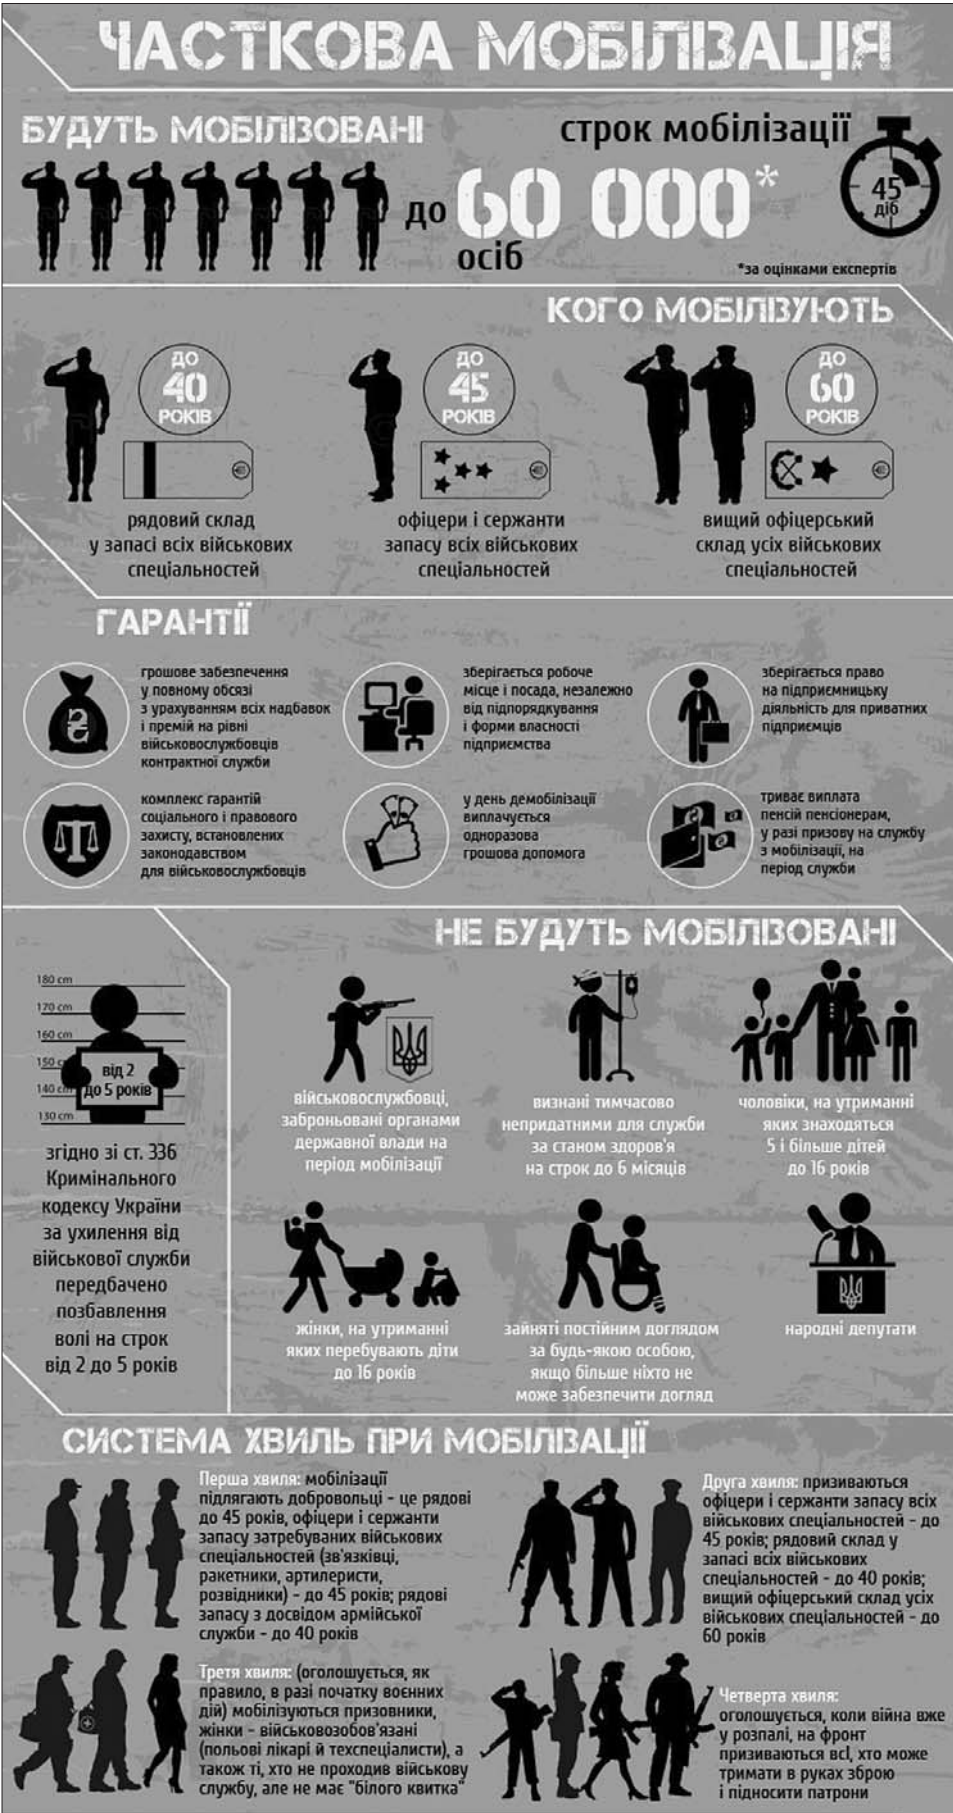 ЧАСТКОВА МОБІЛІЗАЦІЯ
БУДУТЬ МОБІЛІЗОВАНІ
строк мобілізації
45
діб
до 60 000*
осіб
*за оцінками експертів
КОГО МОБІЛІЗУЮТЬ
ДО
40
РОКІВ
рядовий склад
у запасі всіх військових
спеціальностей
ДО
45
РОКІВ
офіцери і сержанти
запасу всіх військових
спеціальностей
ДО
60
РОКІВ
вищий офіцерський
склад усіх військових
спеціальностей
ГАРАНТІЇ
грошове забезпечення
у повному обсязі
з урахуванням всіх надбавок
і премій на рівні
військовослужбовців
контрактної служби
зберігається робоче
місце і посада, незалежно
від підпорядкування
і форми власності
підприємства
зберігається право
на підприємницьку
діяльність для приватних
підприємців
комплекс гарантій
соціального і правового
захисту, встановлених
законодавством
для військовослужбовців
у день демобілізації
виплачується
одноразова
грошова допомога
триває виплата
пенсій пенсіонерам,
у разі призову на службу
з мобілізації, на
період служби
НЕ БУДУТЬ МОБІЛІЗОВАНІ
180 cm
170 cm
160 cm
150 cm
140 cm
130 cm
від 2
до 5 років
згідно зі ст. 336
Кримінального
кодексу України
за ухилення від
військової служби
передбачено
позбавлення
волі на строк
від 2 до 5 років
військовослужбовці,
заброньовані органами
державної влади на
період мобілізації
визнані тимчасово
непридатними для служби
за станом здоров'я
на строк до 6 місяців
чоловіки, на утриманні
яких знаходяться
5 і більше дітей
до 16 років
жінки, на утриманні
яких перебувають діти
до 16 років
зайняті постійним доглядом
за будь-якою особою,
якщо більше ніхто не
може забезпечити догляд
народні депутати
СИСТЕМА ХВИЛЬ ПРИ МОБІЛІЗАЦІЇ
Перша хвиля: мобілізації
підлягають добровольці - це рядові
до 45 років, офіцери і сержанти
запасу затребуваних військових
спеціальностей (зв'язківці,
ракетники, артилеристи,
розвідники) - до 45 років; рядові
запасу з досвідом армійської
служби - до 40 років
Друга хвиля: призиваються
офіцери і сержанти запасу всіх
військових спеціальностей - до
45 років; рядовий склад у
запасі всіх військових
спеціальностей - до 40 років;
вищий офіцерський склад усіх
військових спеціальностей - до
60 років
Третя хвиля: (оголошується, як
правило, в разі початку воєнних
дій) мобілізуються призовники,
жінки - військовозобов'язані
(польові лікарі й техспеціалисти), а
також ті, хто не проходив військову
службу, але не має "білого квитка"
Четверта хвиля:
оголошується, коли війна вже
у розпалі, на фронт
призиваються всІ, хто може
тримати в руках зброю
і підносити патрони